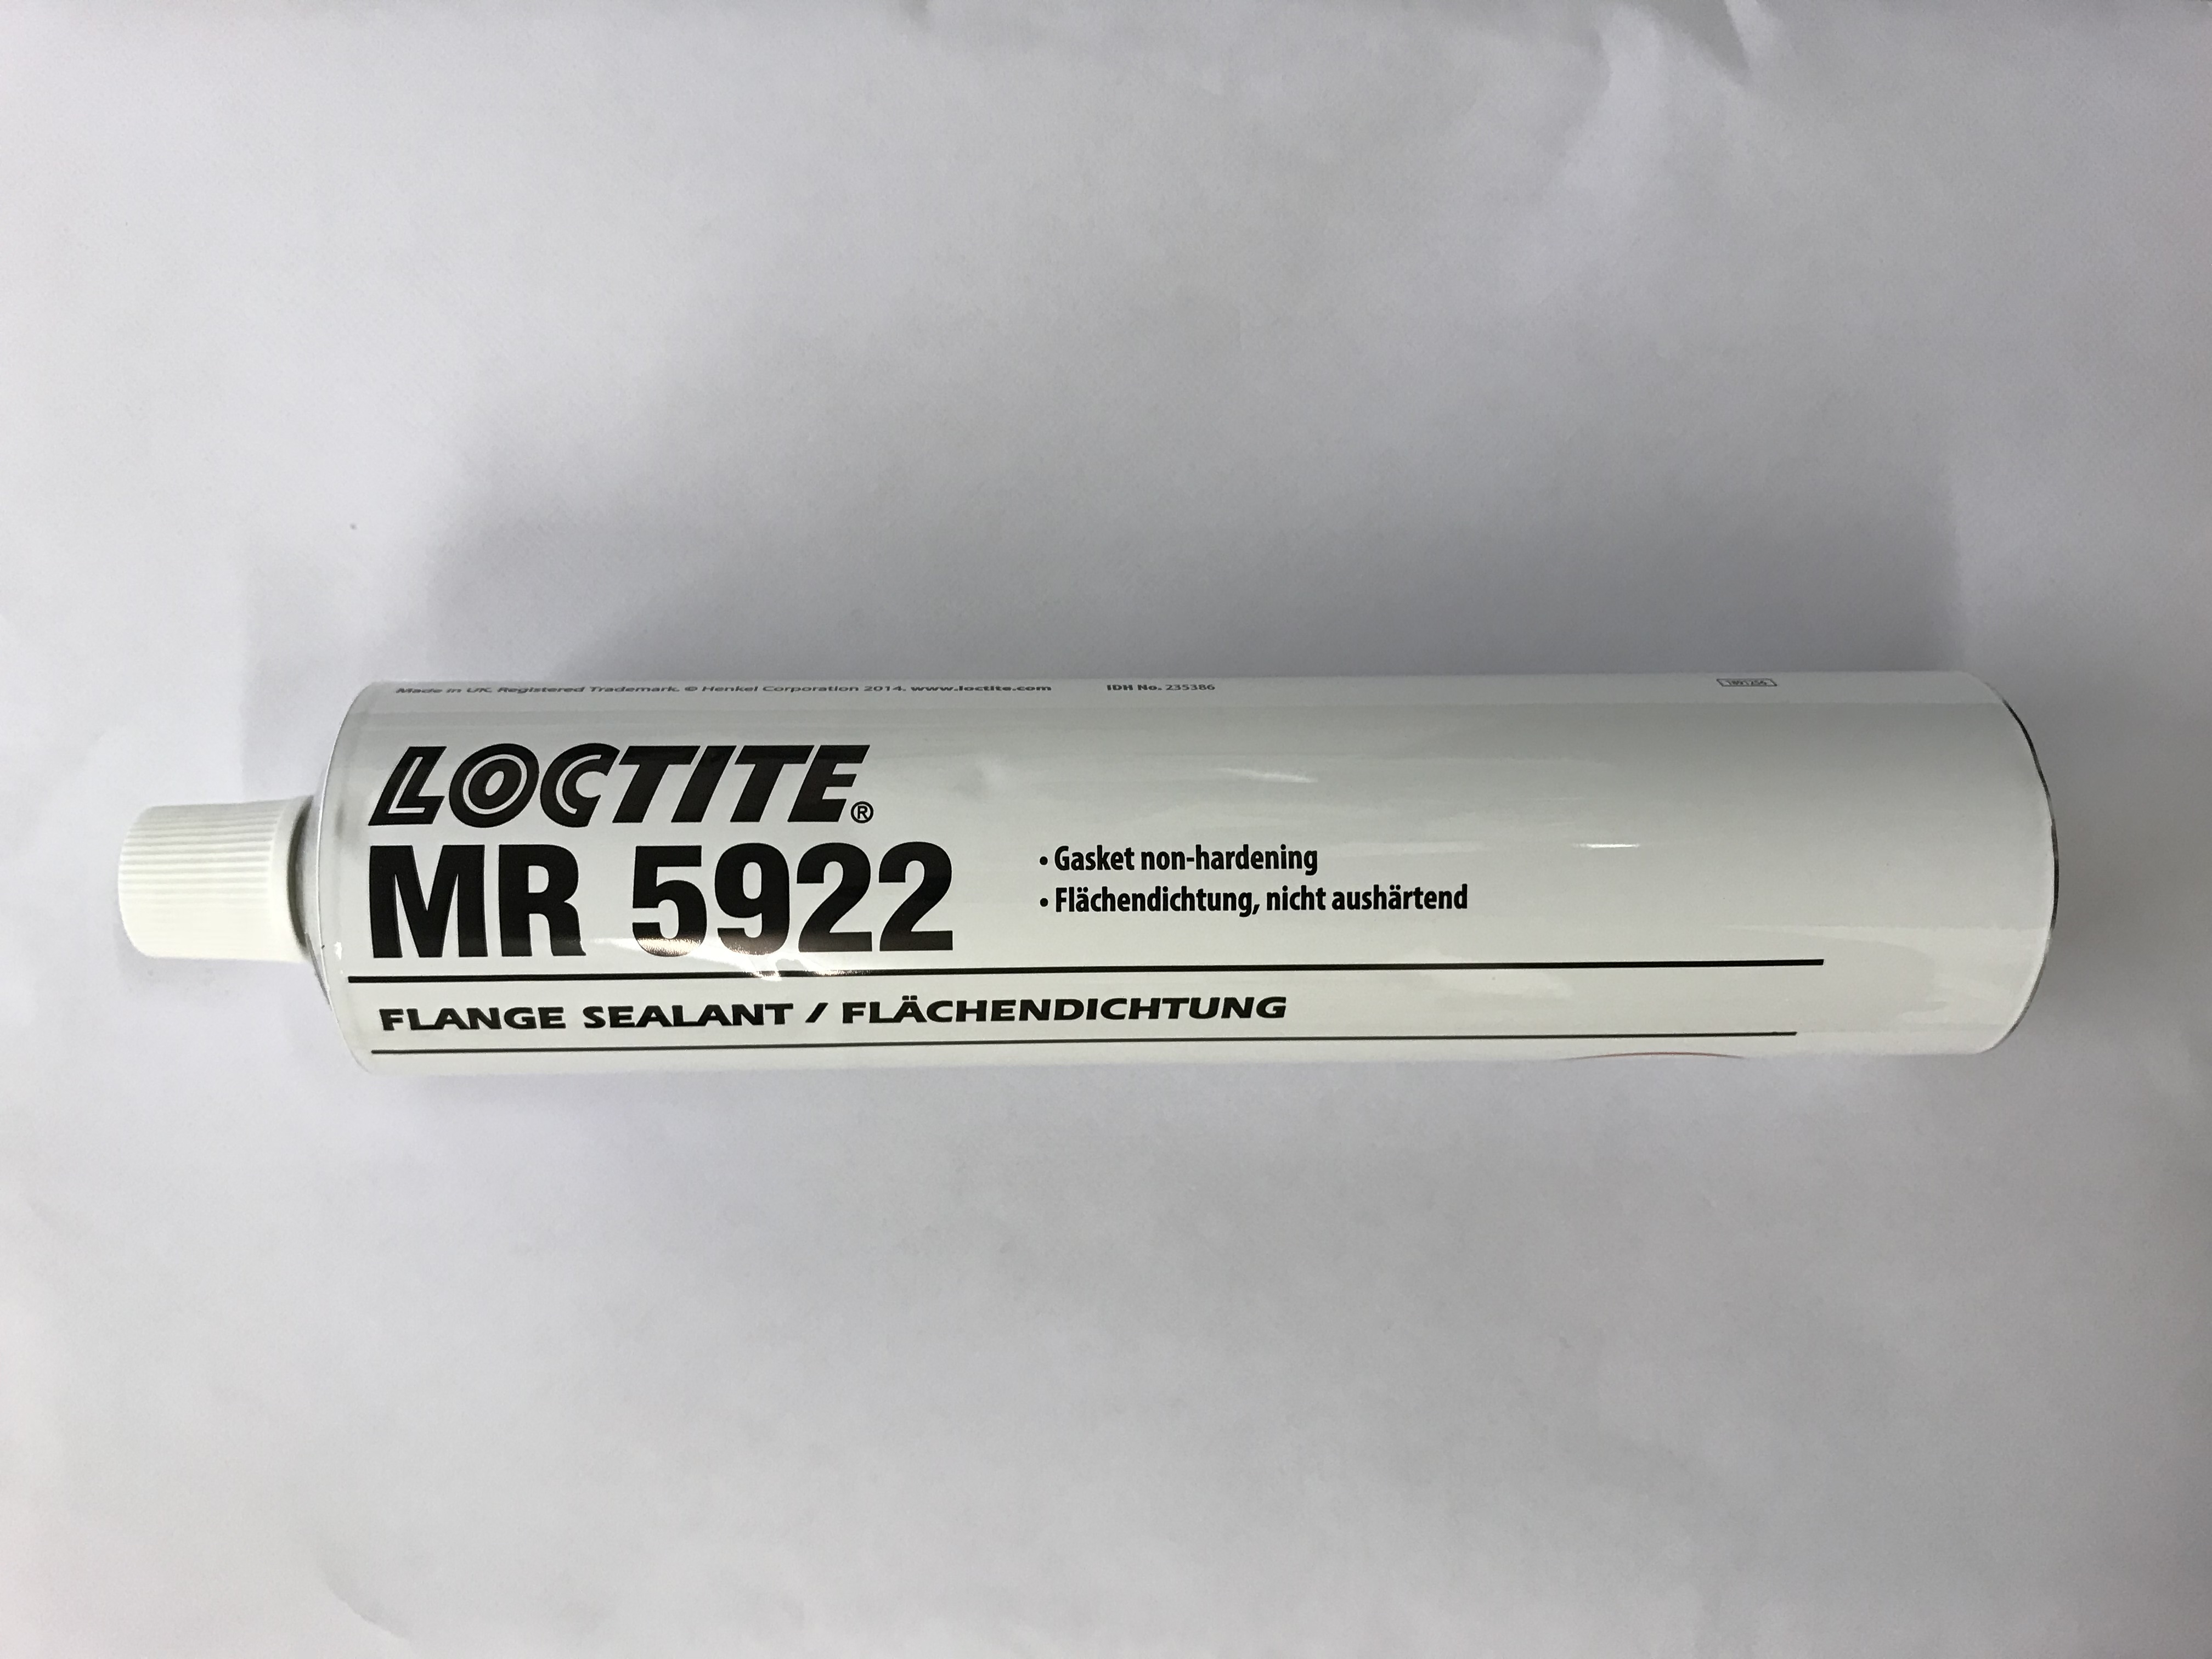 Made in UK. Registered Trademark. © Henkel Corporation 2014. www.loctite.com IDH No. 235386
LOCTITE®
MR 5922
• Gasket non-hardening
• Flächendichtung, nicht aushärtend
FLANGE SEALANT / FLÄCHENDICHTUNG